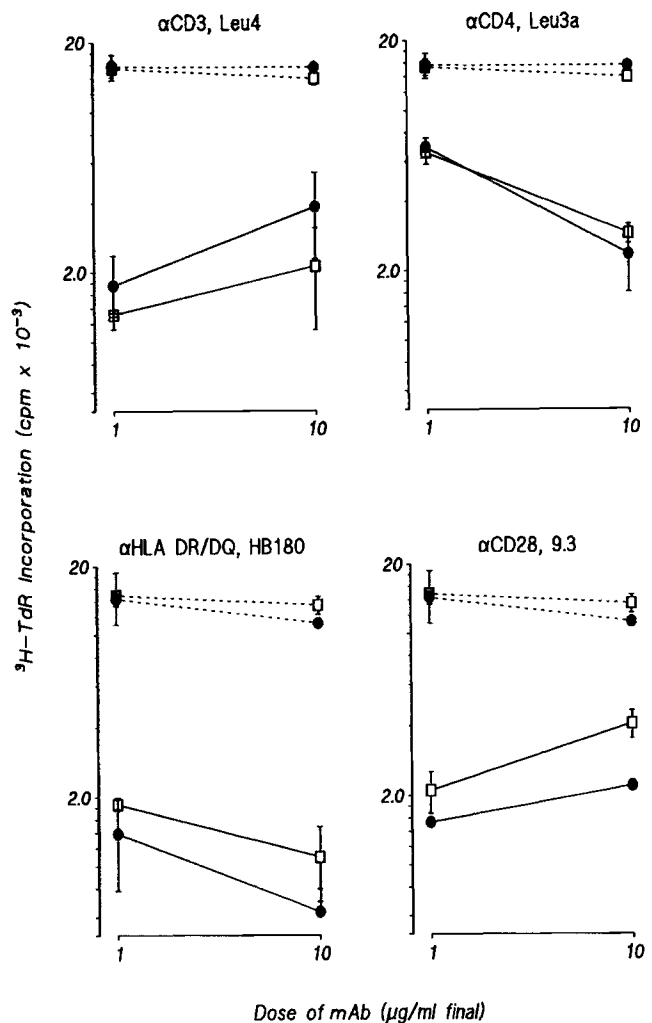 αCD3, Leu4
αCD4, Leu3a
20
2.0
1
10
20
2.0
1
10
³H-TdR Incorporation (cpm x 10⁻³)
αHLA DR/DQ, HB180
αCD28, 9.3
20
2.0
1
10
20
2.0
1
10
Dose of mAb (µg/ml final)